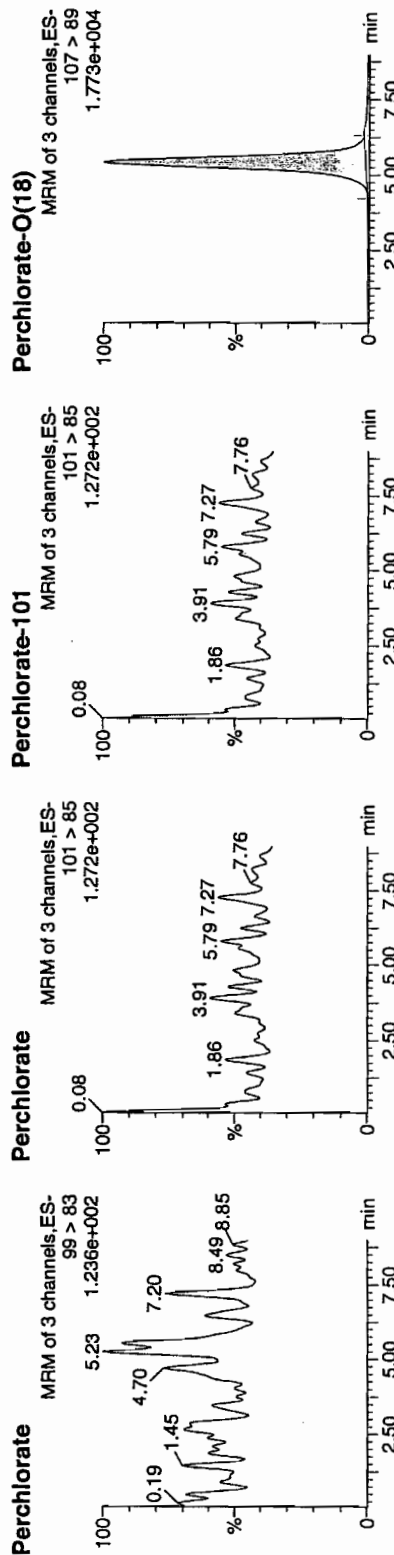 Perchlorate
MRM of 3 channels,ES-
99 > 83
1.236e+002
100
%
0
0.19
1.45
4.70
5.23
7.20
8.49
8.85
2.50
5.00
7.50
min
Perchlorate
MRM of 3 channels,ES-
101 > 85
1.272e+002
100
%
0
0.08
1.86
3.91
5.79
7.27
7.76
2.50
5.00
7.50
min
Perchlorate-101
MRM of 3 channels,ES-
101 > 85
1.272e+002
100
%
0
0.08
1.86
3.91
5.79
7.27
7.76
2.50
5.00
7.50
min
Perchlorate-O(18)
MRM of 3 channels,ES-
107 > 89
1.773e+004
100
%
0
2.50
5.00
7.50
min